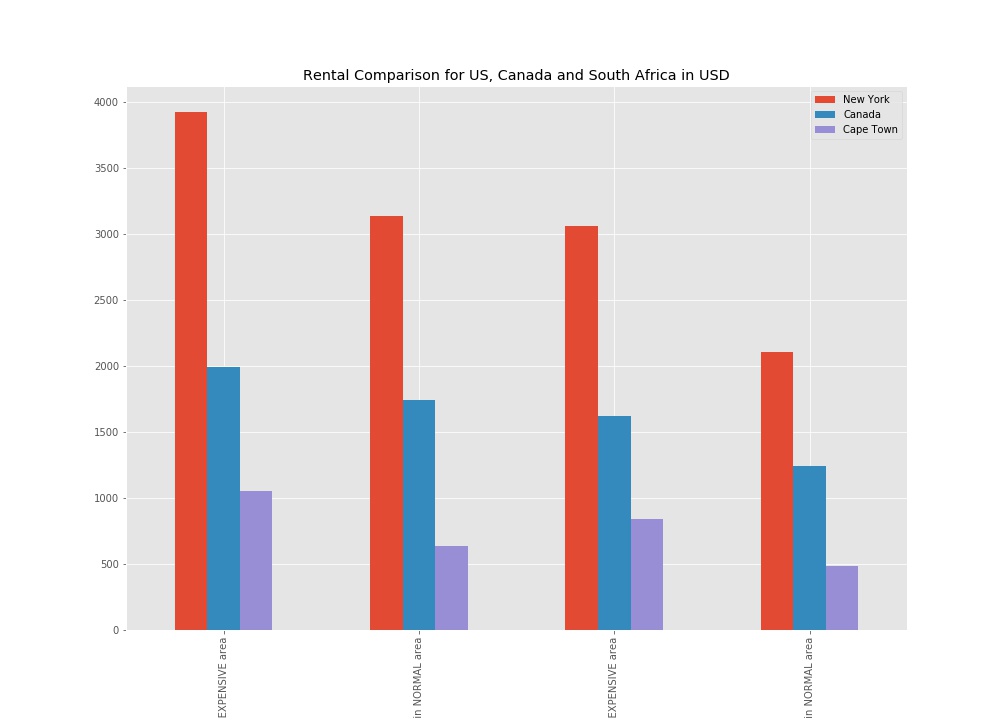 Rental Comparison for US, Canada and South Africa in USD
New York
Canada
Cape Town
4000
3500
3000
2500
2000
1500
1000
500
0
EXPENSIVE area
in NORMAL area
EXPENSIVE area
in NORMAL area